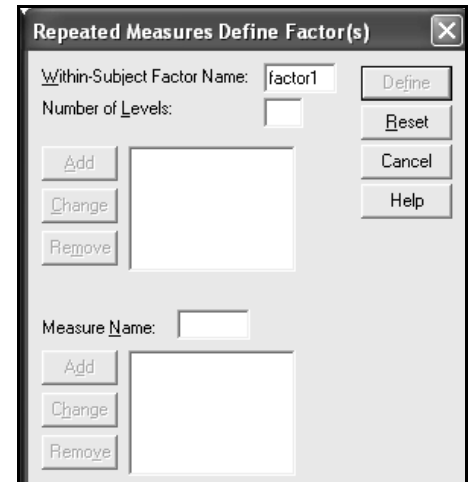 Repeated Measures Define Factor(s)
Within-Subject Factor Name: factor1
Define
Number of Levels:
Reset
Add
Cancel
Change
Help
Remove
Measure Name:
Add
Change
Remove